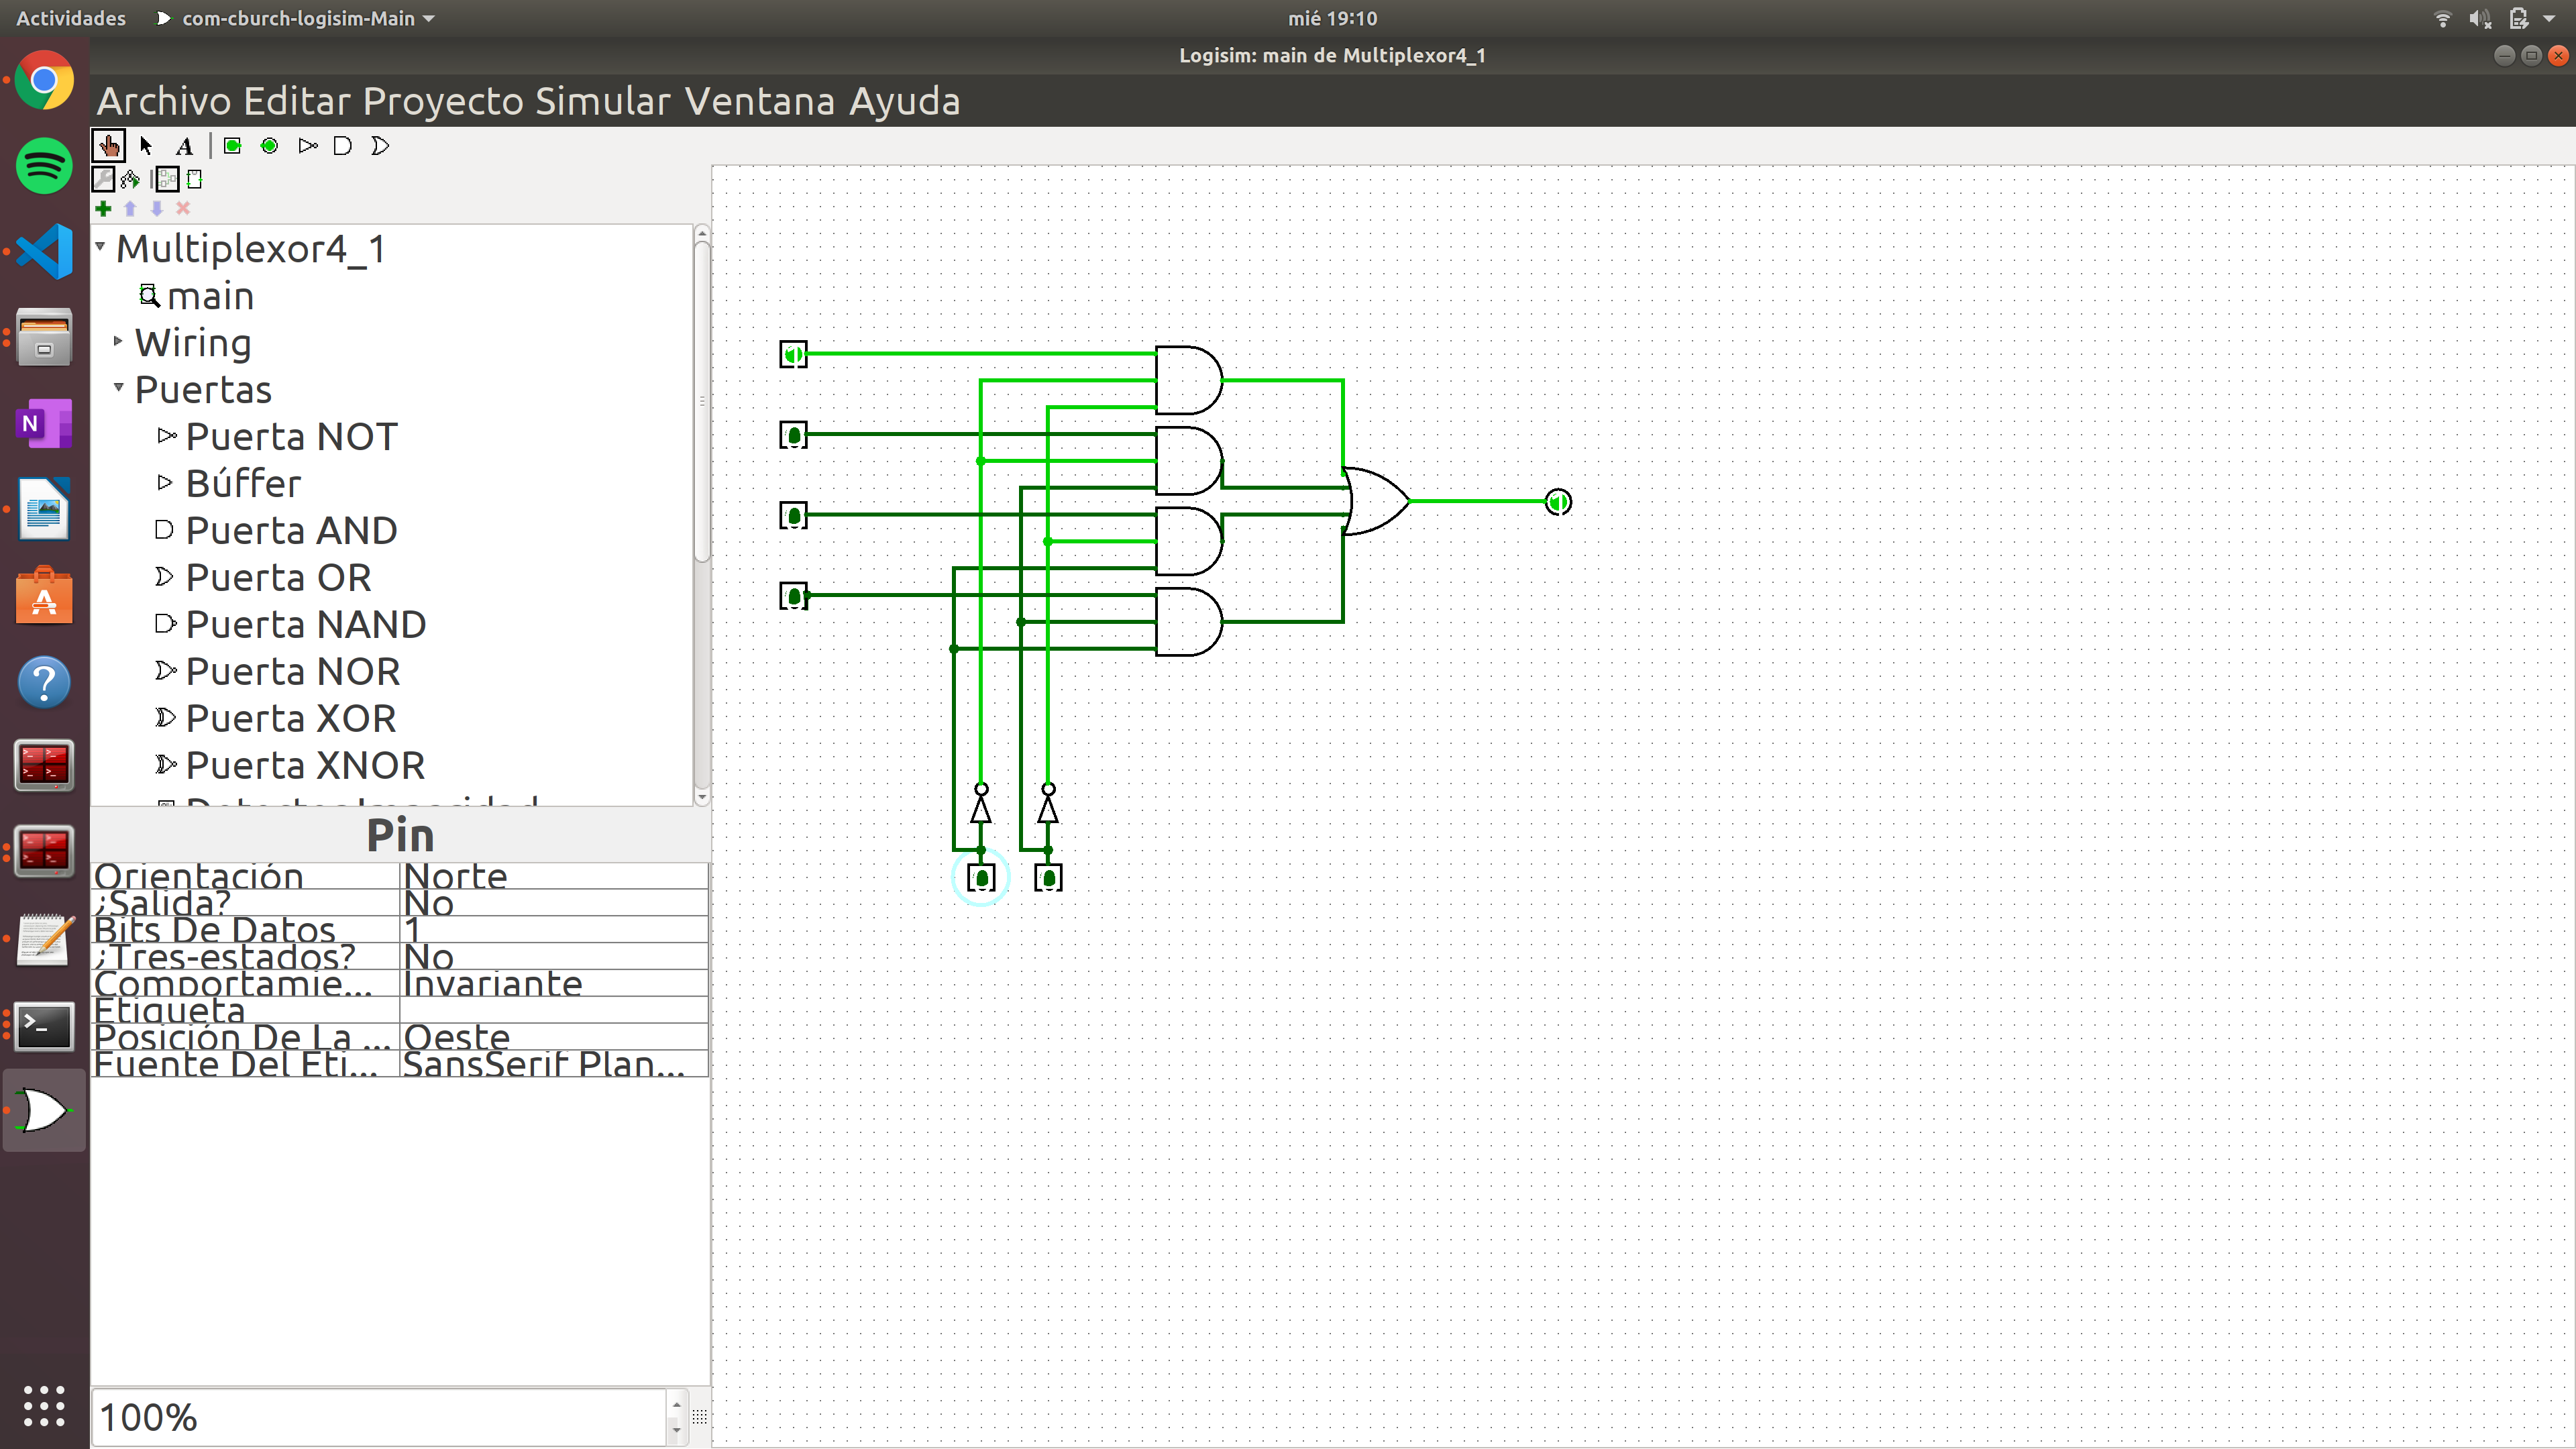 Actividades com-cburch-logisim-Main mié 19:10
Logisim: main de Multiplexor4_1
Archivo Editar Proyecto Simular Ventana Ayuda
A
Multiplexor4_1
main
Wiring
Puertas
Puerta NOT
Búffer
Puerta AND
Puerta OR
Puerta NAND
Puerta NOR
Puerta XOR
Puerta XNOR
1
0
0
0
1
0 0
Pin
Orientación Norte
¿Salida? No
Bits De Datos 1
¿Tres-estados? No
Comportamie... Invariante
Etiqueta
Posición De La ... Oeste
Fuente Del Eti... SansSerif Plan...
100%